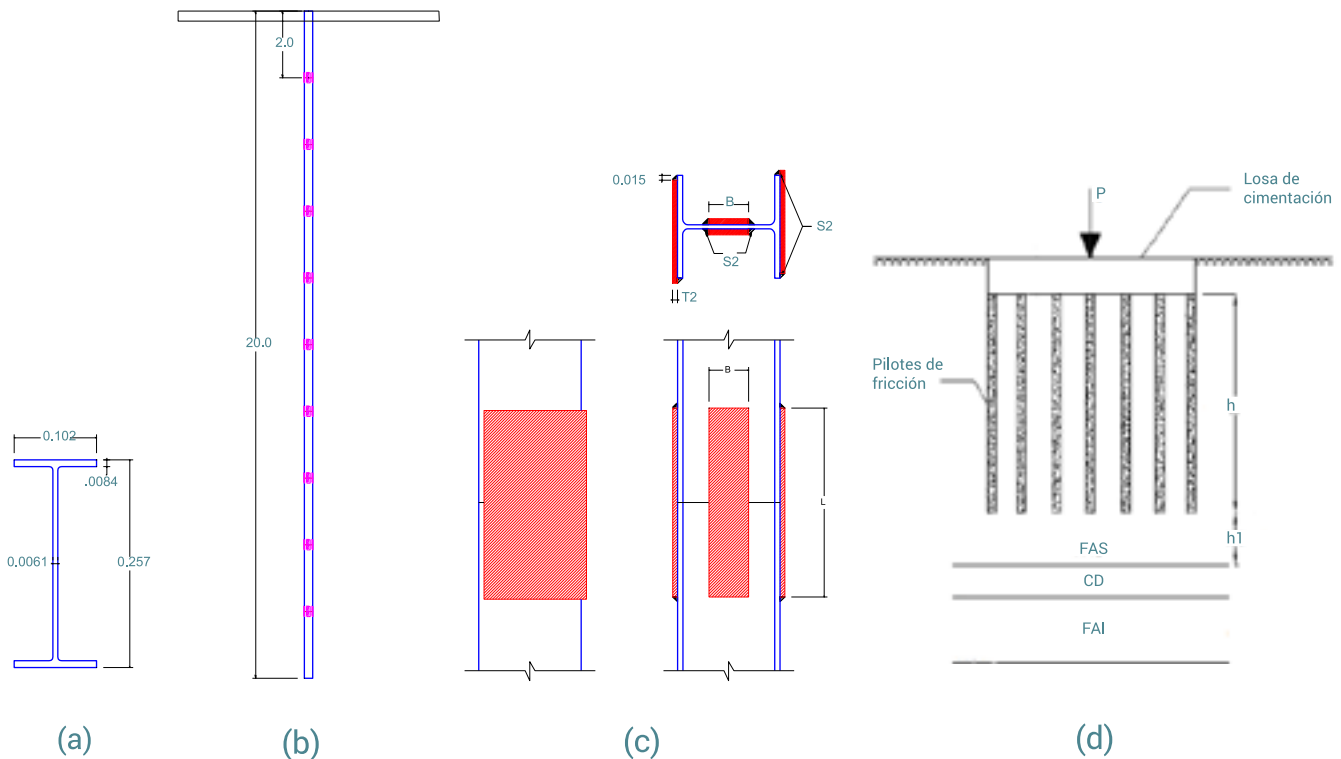 0.102
.0084
0.0061
0.257
(a)
2.0
20.0
(b)
0.015
B
S2
S2
T2
B
L
(c)
P
Losa de
cimentación
Pilotes de
fricción
h
h1
FAS
CD
FAI
(d)